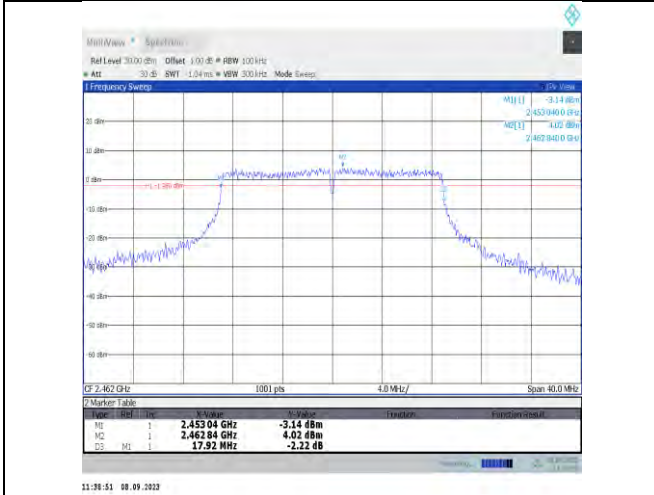 MultiView Spectrum
Ref Level 30.00 dBm Offset 1.00 dB RBW 100 kHz
Att 30 dB SWT 1.04 ms VBW 300 kHz Mode Sweep
1 Frequency Sweep 1Pk View
M1[1] -3.14 dBm
2.453 040 0 GHz
M2[1] 4.02 dBm
2.462 840 0 GHz
20 dBm
10 dBm
0 dBm
M2
-10 dBm
-20 dBm
-40 dBm
-50 dBm
-60 dBm
CF 2.462 GHz 1001 pts 4.0 MHz/ Span 40.0 MHz
2 Marker Table
Type Ref Trc X-Value Y-Value Function Function Result
M1 1 2.453 04 GHz -3.14 dBm
M2 1 2.462 84 GHz 4.02 dBm
D3 M1 1 17.92 MHz -2.22 dB
11:38:51 08.09.2023